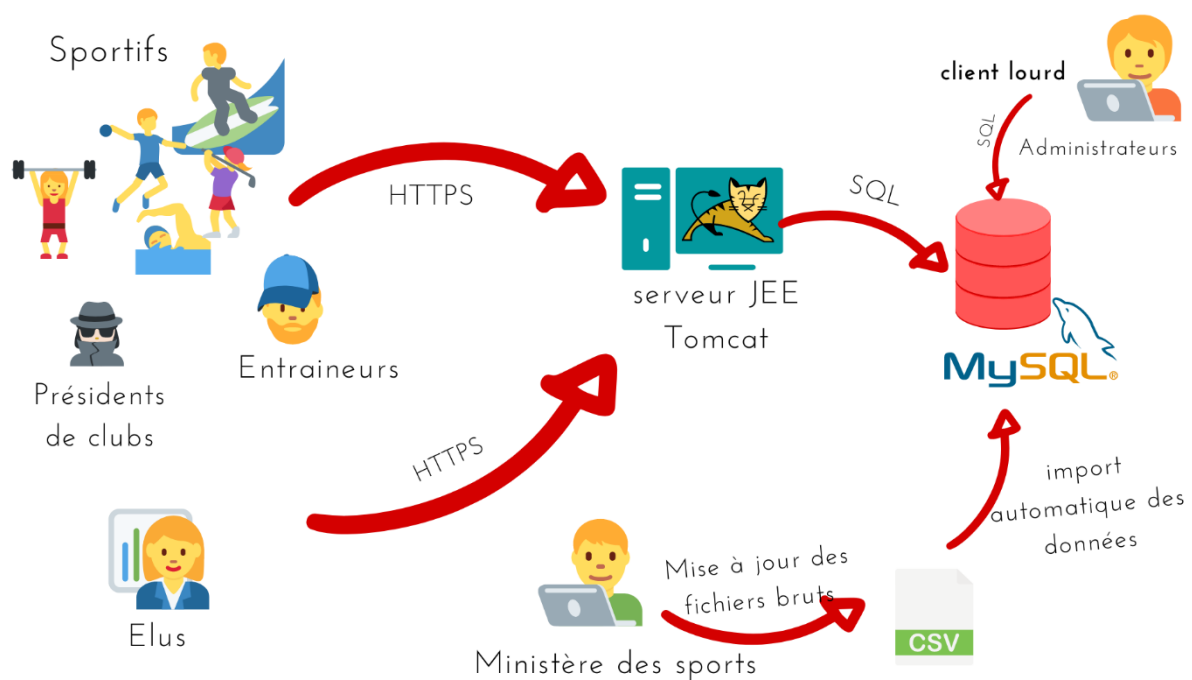 Sportifs
client lourd
SQL
Administrateurs
HTTPS
SQL
serveur JEE
Tomcat
MySQL®
Entraineurs
Présidents
de clubs
HTTPS
import
automatique des
données
Elus
Mise à jour des
fichiers bruts
CSV
Ministère des sports